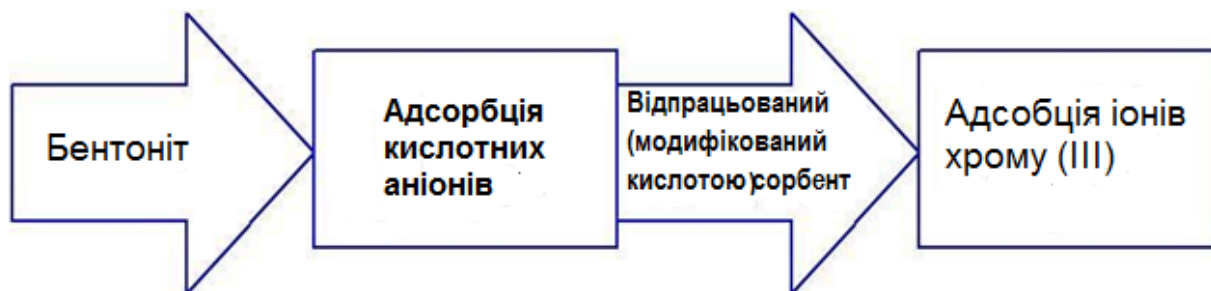 Бентоніт
Адсорбція
кислотних
аніонів
Відпрацьований
(модифікований
кислотою)сорбент
Адсобція іонів
хрому (III)